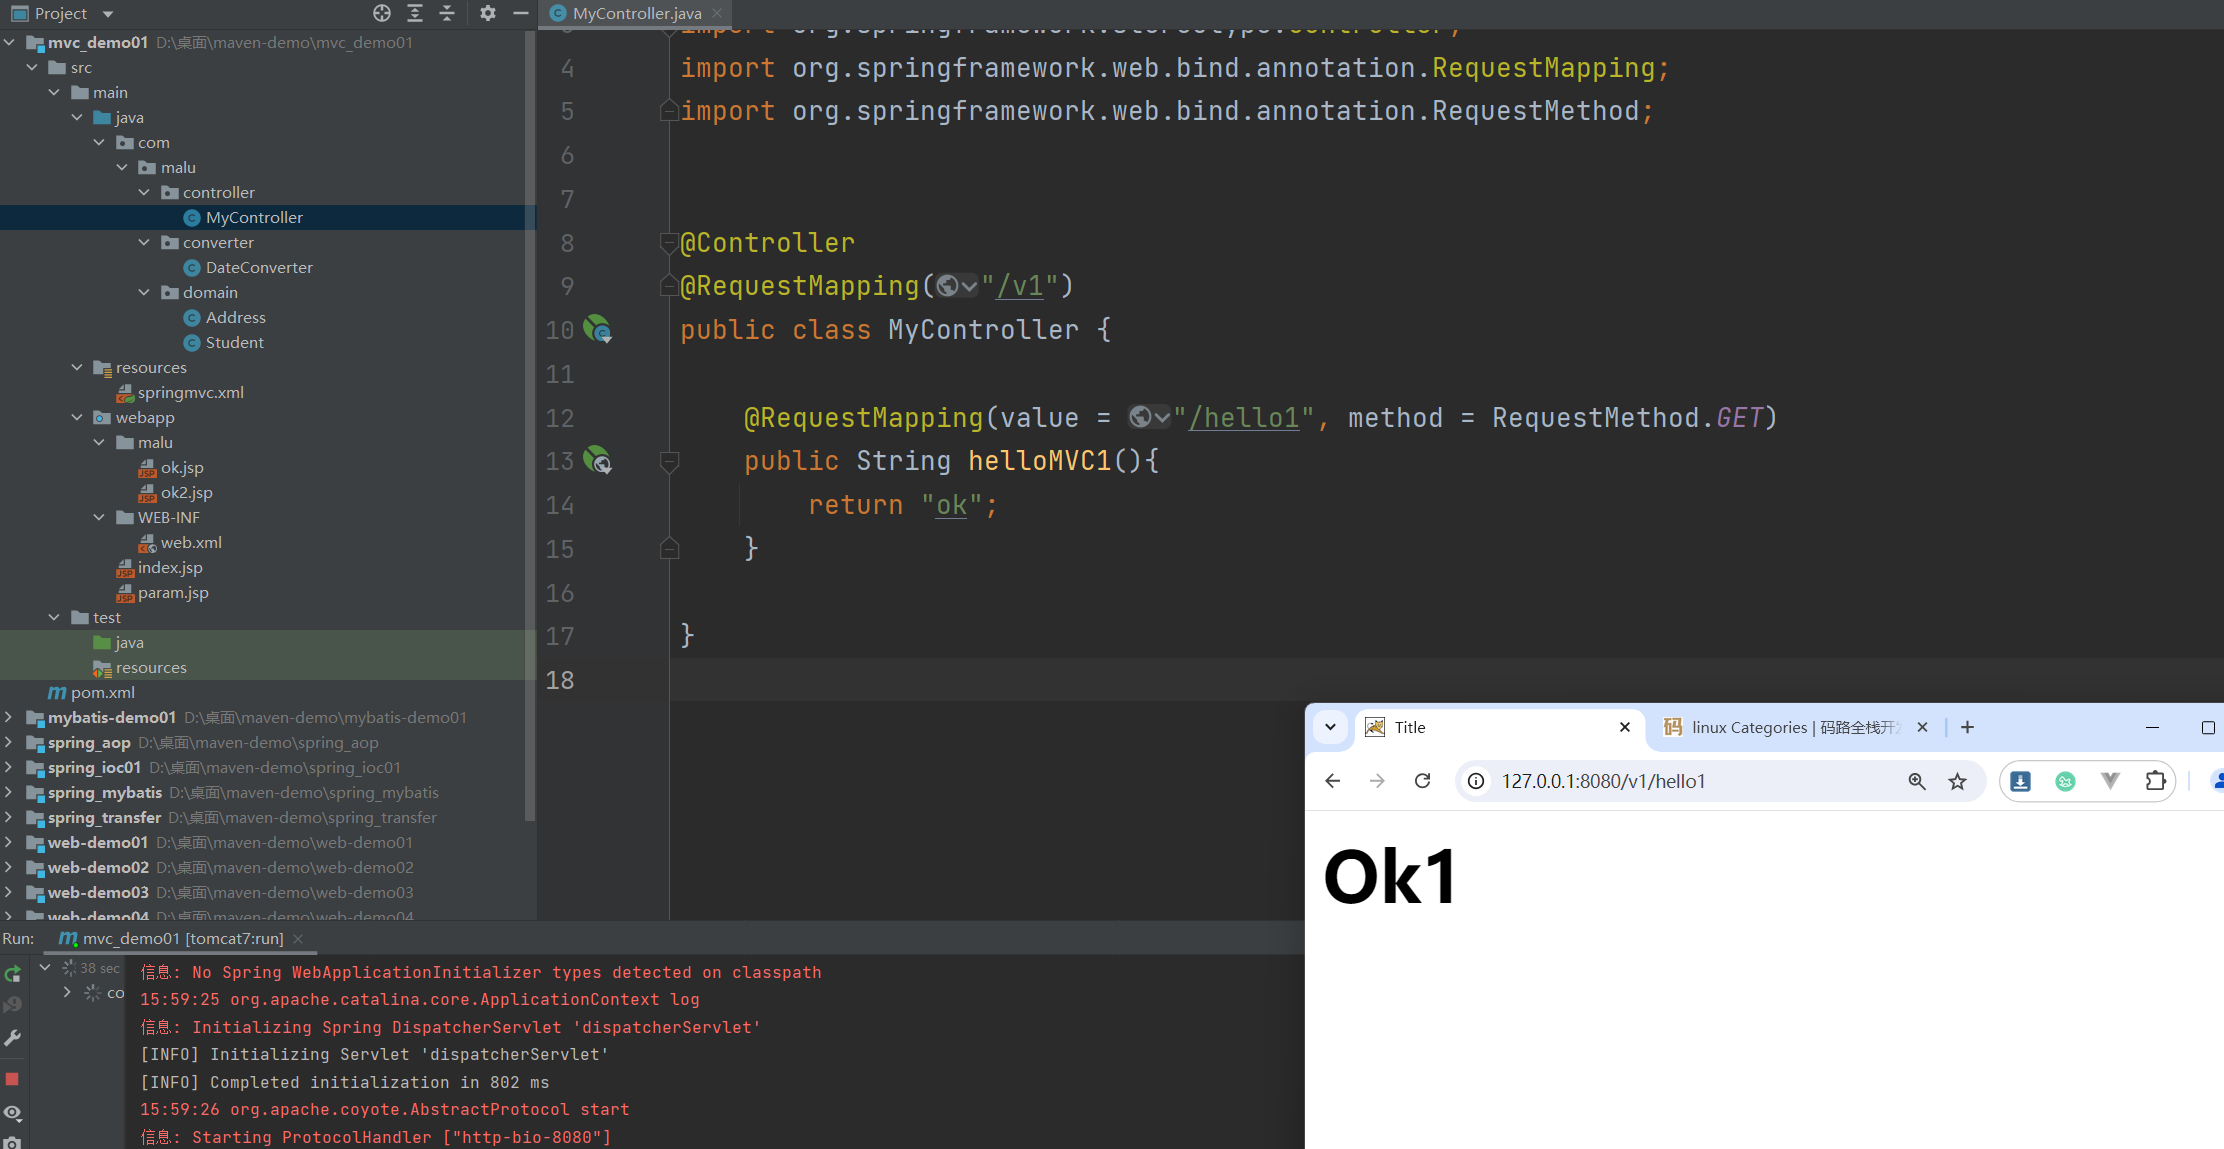 Project
mvc_demo01 D:\桌面\maven-demo\mvc_demo01
src
main
java
com
malu
controller
MyController
converter
DateConverter
domain
Address
Student
resources
springmvc.xml
webapp
malu
ok.jsp
ok2.jsp
WEB-INF
web.xml
index.jsp
param.jsp
test
java
resources
pom.xml
mybatis-demo01 D:\桌面\maven-demo\mybatis-demo01
spring_aop D:\桌面\maven-demo\spring_aop
spring_ioc01 D:\桌面\maven-demo\spring_ioc01
spring_mybatis D:\桌面\maven-demo\spring_mybatis
spring_transfer D:\桌面\maven-demo\spring_transfer
web-demo01 D:\桌面\maven-demo\web-demo01
web-demo02 D:\桌面\maven-demo\web-demo02
web-demo03 D:\桌面\maven-demo\web-demo03
web-demo04 D:\桌面\maven-demo\web-demo04
MyController.java
3 import org.springframework.stereotype.Controller;
4 import org.springframework.web.bind.annotation.RequestMapping;
5 import org.springframework.web.bind.annotation.RequestMethod;
6
7
8 @Controller
9 @RequestMapping("/v1")
10 public class MyController {
11
12 @RequestMapping(value = "/hello1", method = RequestMethod.GET)
13 public String helloMVC1(){
14 return "ok";
15 }
16
17 }
18
Run: mvc_demo01 [tomcat7:run]
38 sec
co
信息: No Spring WebApplicationInitializer types detected on classpath
15:59:25 org.apache.catalina.core.ApplicationContext log
信息: Initializing Spring DispatcherServlet 'dispatcherServlet'
[INFO] Initializing Servlet 'dispatcherServlet'
[INFO] Completed initialization in 802 ms
15:59:26 org.apache.coyote.AbstractProtocol start
信息: Starting ProtocolHandler ["http-bio-8080"]
Title
码 linux Categories | 码路全栈开
127.0.0.1:8080/v1/hello1
Ok1